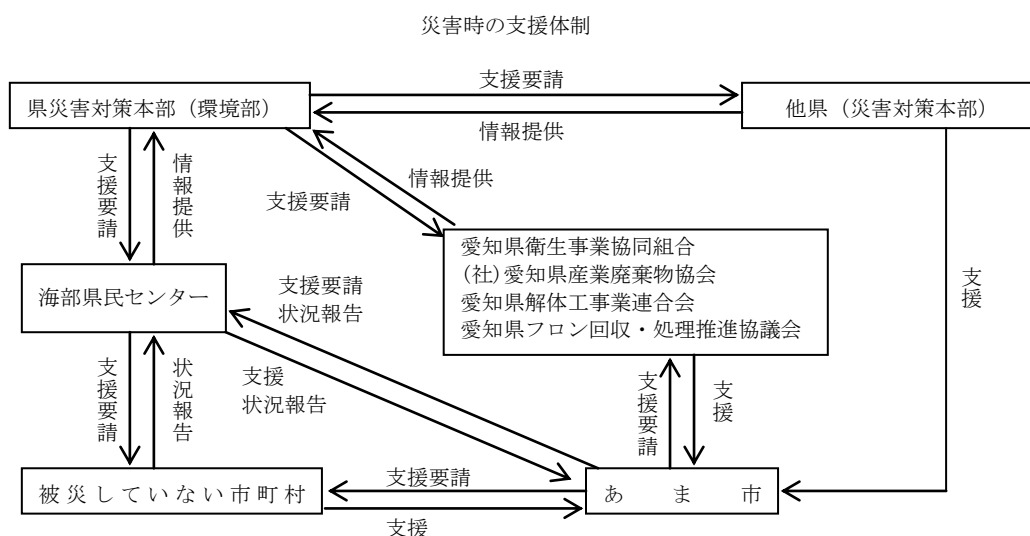 災害時の支援体制
支援要請
県災害対策本部（環境部）
他県（災害対策本部）
情報提供
支援要請
情報提供
情報提供
支援要請
愛知県衛生事業協同組合
(社)愛知県産業廃棄物協会
愛知県解体工事業連合会
愛知県フロン回収・処理推進協議会
支援
海部県民センター
支援要請
状況報告
支援要請
状況報告
支援
状況報告
支援要請
支援
被災していない市町村
支援要請
あま市
支援